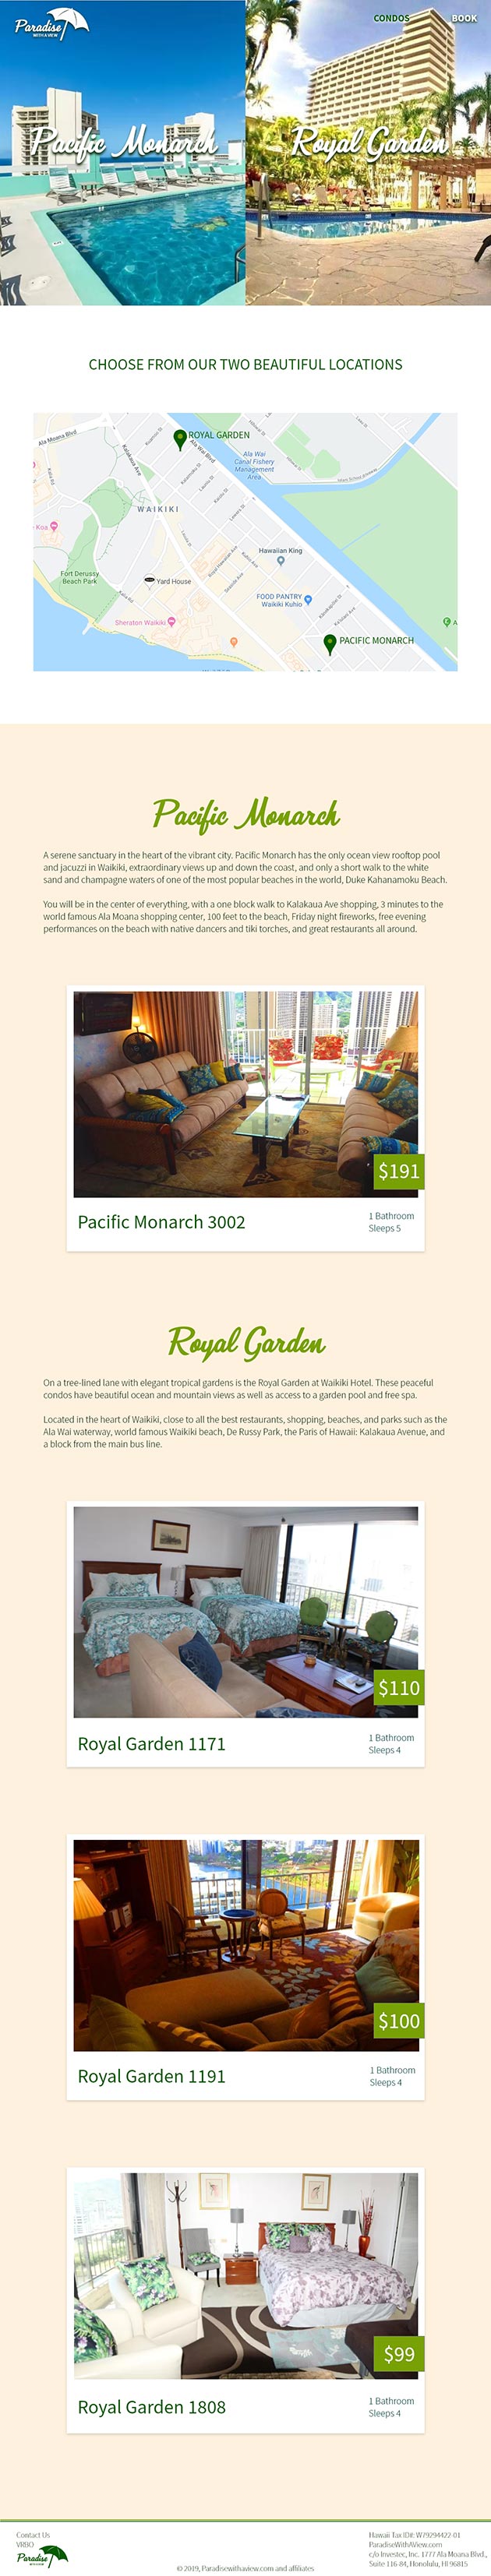 Paradise
WITH A VIEW
CONDOS
BOOK
Pacific Monarch
Royal Garden
CHOOSE FROM OUR TWO BEAUTIFUL LOCATIONS
Ala Moana Blvd
ROYAL GARDEN
Ala Wai Blvd
Kalakaua Ave
Ala Wai
Canal Fishery
Management
Area
WAIKIKI
Koa
Hawaiian King
Fort Derussy
Beach Park
Yard House
FOOD PANTRY
Waikiki Kuhio
Sheraton Waikiki
A
PACIFIC MONARCH
Pacific Monarch
A serene sanctuary in the heart of the vibrant city. Pacific Monarch has the only ocean view rooftop pool
and jacuzzi in Waikiki, extraordinary views up and down the coast, and only a short walk to the white
sand and champagne waters of one of the most popular beaches in the world, Duke Kahanamoku Beach.
You will be in the center of everything, with a one block walk to Kalakaua Ave shopping, 3 minutes to the
world famous Ala Moana shopping center, 100 feet to the beach, Friday night fireworks, free evening
performances on the beach with native dancers and tiki torches, and great restaurants all around.
$191
Pacific Monarch 3002
1 Bathroom
Sleeps 5
Royal Garden
On a tree-lined lane with elegant tropical gardens is the Royal Garden at Waikiki Hotel. These peaceful
condos have beautiful ocean and mountain views as well as access to a garden pool and free spa.
Located in the heart of Waikiki, close to all the best restaurants, shopping, beaches, and parks such as the
Ala Wai waterway, world famous Waikiki beach, De Russy Park, the Paris of Hawaii: Kalakaua Avenue, and
a block from the main bus line.
$110
Royal Garden 1171
1 Bathroom
Sleeps 4
$100
Royal Garden 1191
1 Bathroom
Sleeps 4
$99
Royal Garden 1808
1 Bathroom
Sleeps 4
Contact Us
VRBO
Paradise
WITH A VIEW
© 2019, Paradisewithaview.com and affiliates
Hawaii Tax ID#: W79294422-01
ParadiseWithAView.com
c/o Investec, Inc. 1777 Ala Moana Blvd.,
Suite 116-84, Honolulu, HI 96815